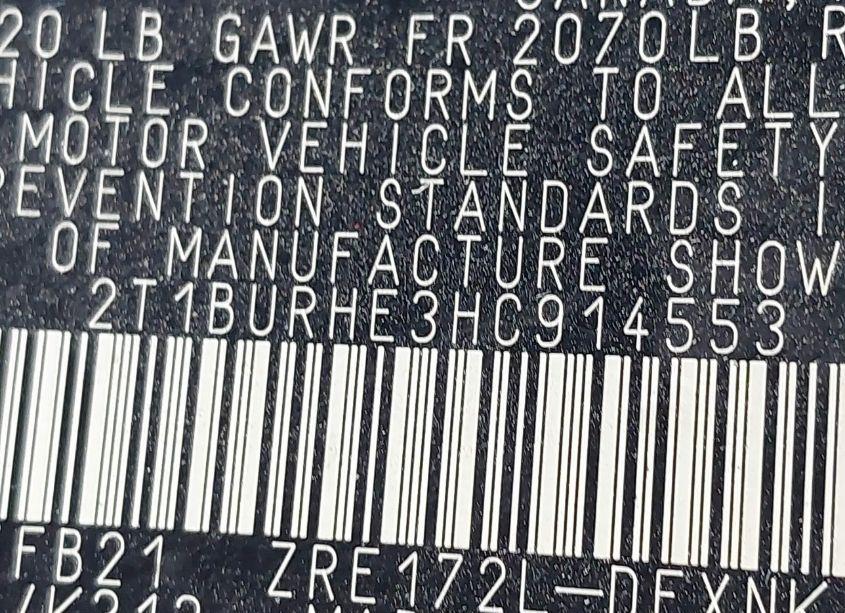 20 LB GAWR FR 2070LB R
HICLE CONFORMS TO ALL
MOTOR VEHICLE SAFETY
EVENTION STANDARDS I
OF MANUFACTURE SHOW
2T1BURHE3HC914553
FB21 ZRE172L-DEXNK